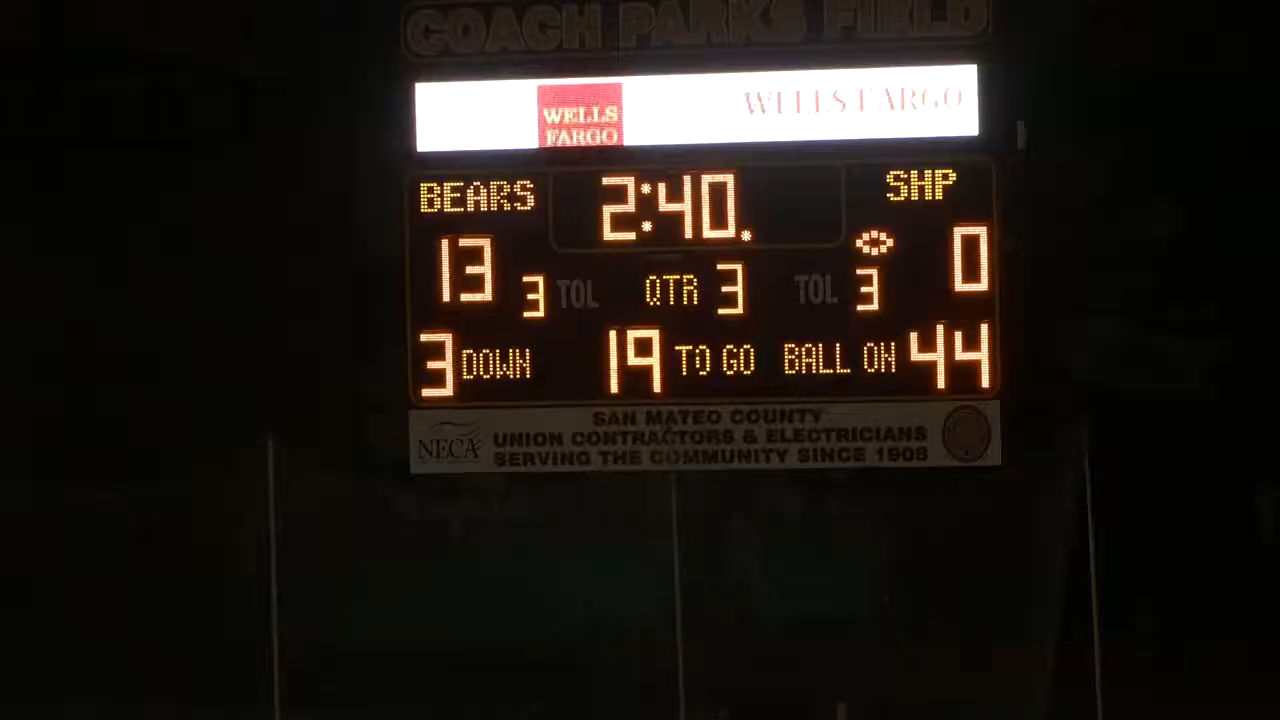 COACH PARKS FIELD
WELLS
FARGO
WELLS FARGO
BEARS 2:40. SHP
13 3 TOL QTR 3 TOL 3 0
3 DOWN 19 TO GO BALL ON 44
NECA
SAN MATEO COUNTY
UNION CONTRACTORS & ELECTRICIANS
SERVING THE COMMUNITY SINCE 1908